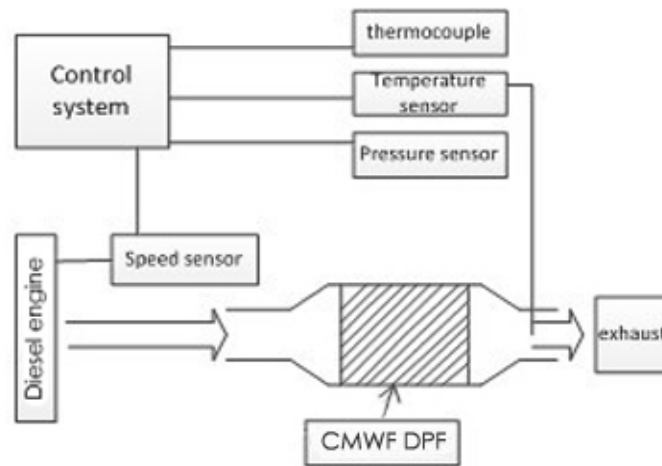 thermocouple
Control
system
Temperature
sensor
Pressure sensor
Speed sensor
Diesel engine
exhaust
CMWF DPF